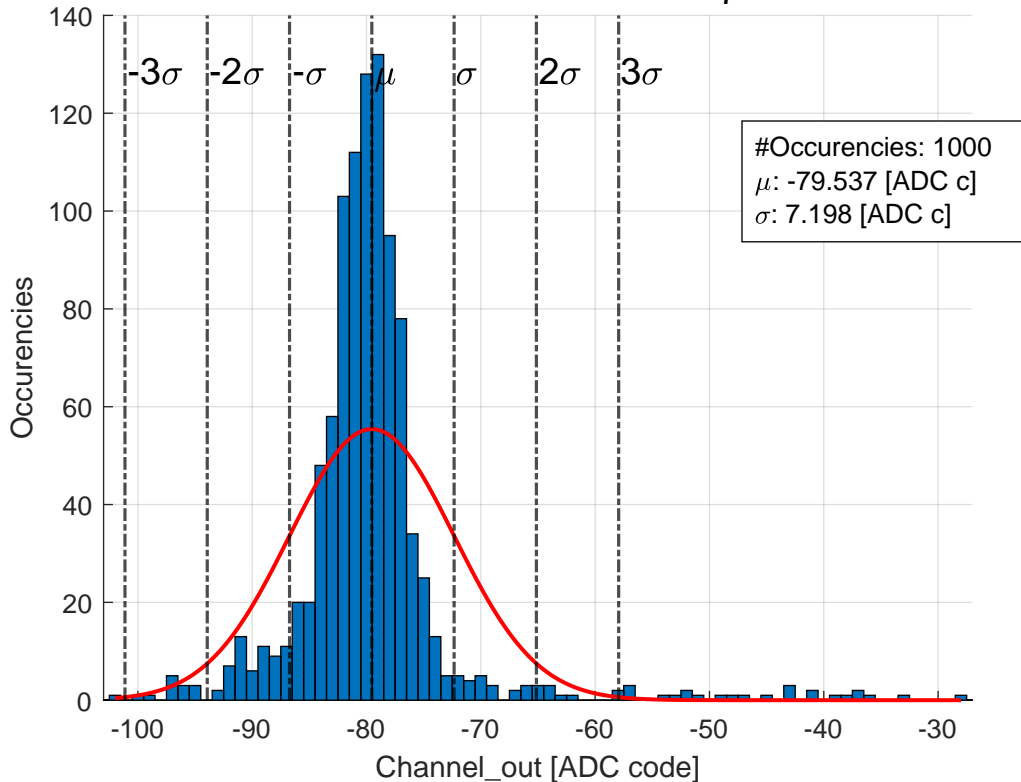 140
120
100
80
60
40
20
0
-3σ -2σ -σ μ σ 2σ 3σ
#Occurencies: 1000
μ: -79.537 [ADC c]
σ: 7.198 [ADC c]
Occurencies
-100 -90 -80 -70 -60 -50 -40 -30
Channel_out [ADC code]